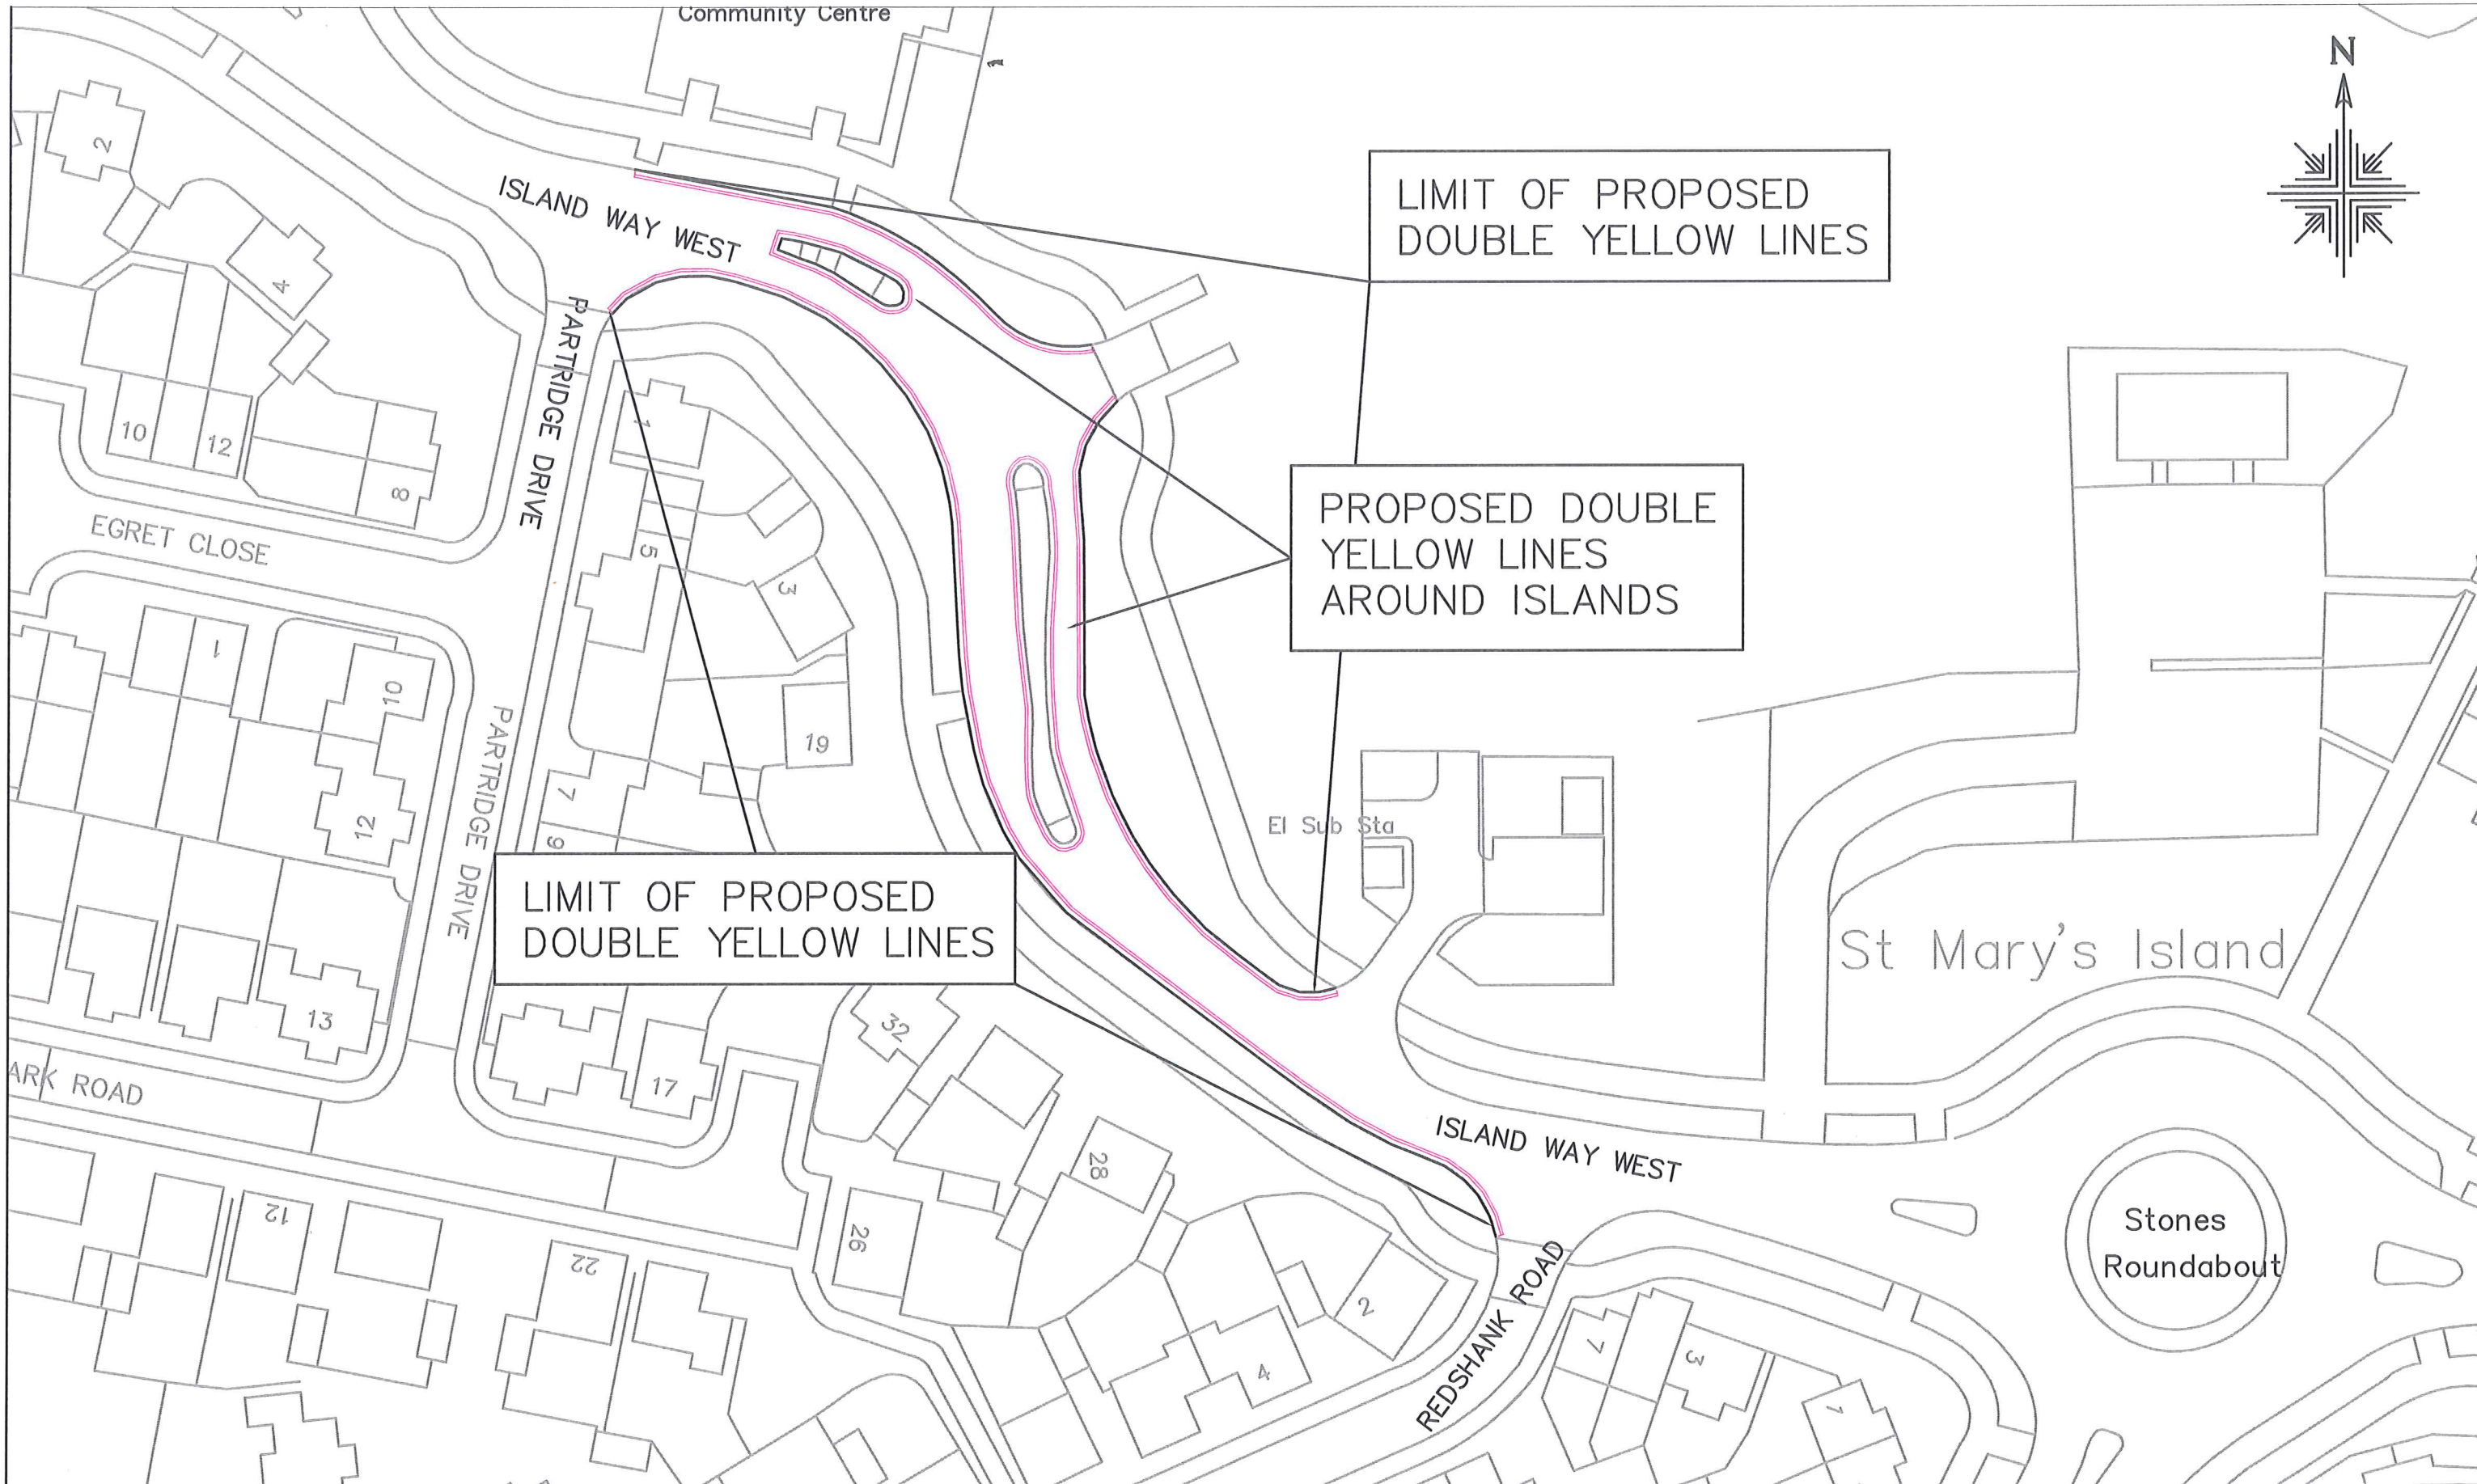 Community Centre
N
ISLAND WAY WEST
LIMIT OF PROPOSED
DOUBLE YELLOW LINES
2
4
PARTRIDGE DRIVE
1
10
12
8
PROPOSED DOUBLE
YELLOW LINES
AROUND ISLANDS
EGRET CLOSE
5
3
1
10
19
PARTRIDGE DRIVE
7
9
12
El Sub Sta
LIMIT OF PROPOSED
DOUBLE YELLOW LINES
St Mary's Island
13
32
17
ARK ROAD
ISLAND WAY WEST
28
12
26
22
Stones
Roundabout
REDSHANK ROAD
2
4
7
3
1